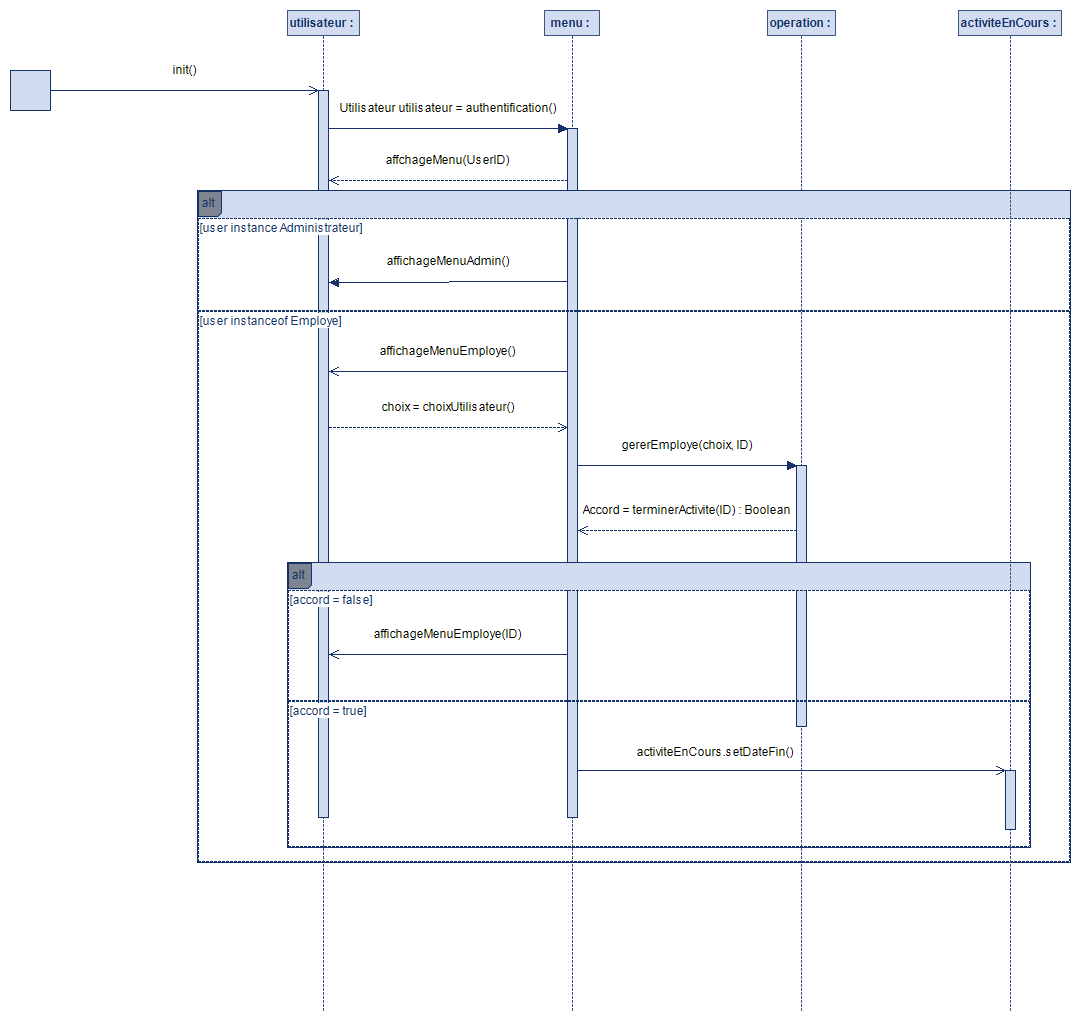 utilisateur :
menu :
operation :
activiteEnCours :
init()
Utilisateur utilisateur = authentification()
affchageMenu(UserID)
alt
[user instance Administrateur]
affichageMenuAdmin()
[user instanceof Employe]
affichageMenuEmploye()
choix = choixUtilisateur()
gererEmploye(choix, ID)
Accord = terminerActivite(ID) : Boolean
alt
[accord = false]
affichageMenuEmploye(ID)
[accord = true]
activiteEnCours.setDateFin()